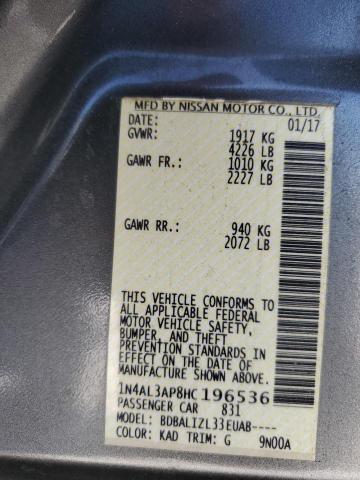 MFD BY NISSAN MOTOR CO., LTD.
DATE: 01/17
GVWR: 1917 KG
4226 LB
GAWR FR.: 1010 KG
2227 LB
GAWR RR.: 940 KG
2072 LB
THIS VEHICLE CONFORMS TO
ALL APPLICABLE FEDERAL
MOTOR VEHICLE SAFETY,
BUMPER, AND THEFT
PREVENTION STANDARDS IN
EFFECT ON THE DATE OF
MANUFACTURE SHOWN ABOVE
1N4AL3AP8HC196536
PASSENGER CAR 831
MODEL: BDBALIZL33EUAB----
COLOR: KAD TRIM: G 9N00A